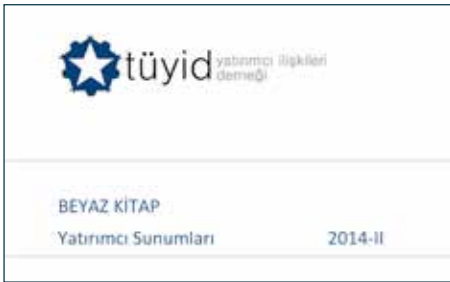 tüyid
yatırımcı ilişkileri
derneği
BEYAZ KİTAP
Yatırımcı Sunumları 2014-II